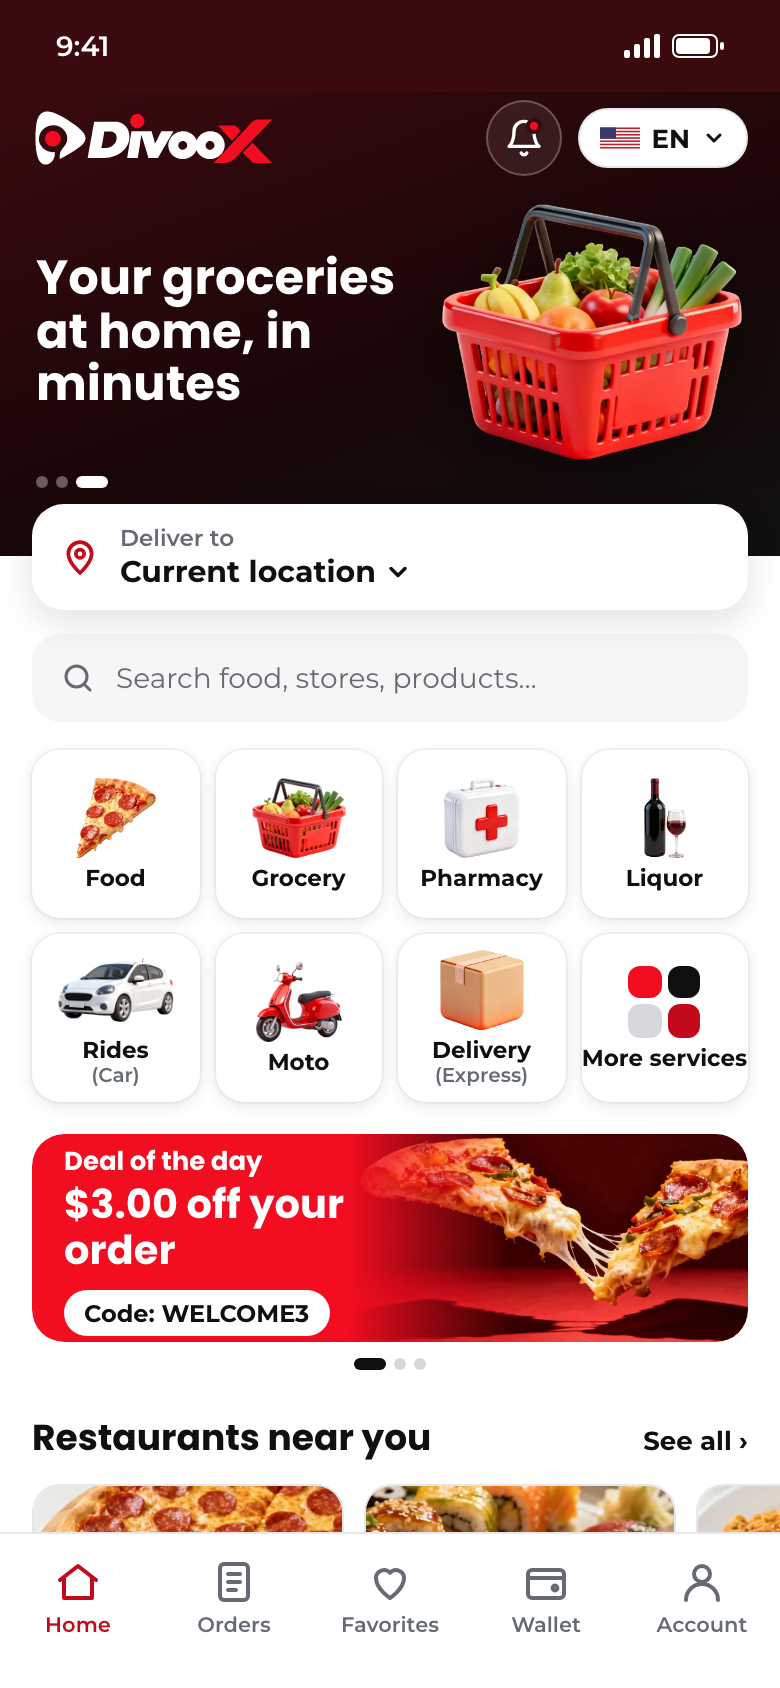 9:41
DivooX
EN
Your groceries
at home, in
minutes
Deliver to
Current location
Search food, stores, products...
Food
Grocery
Pharmacy
Liquor
Rides
(Car)
Moto
Delivery
(Express)
More services
Deal of the day
$3.00 off your
order
Code: WELCOME3
Restaurants near you
See all ›
Home
Orders
Favorites
Wallet
Account